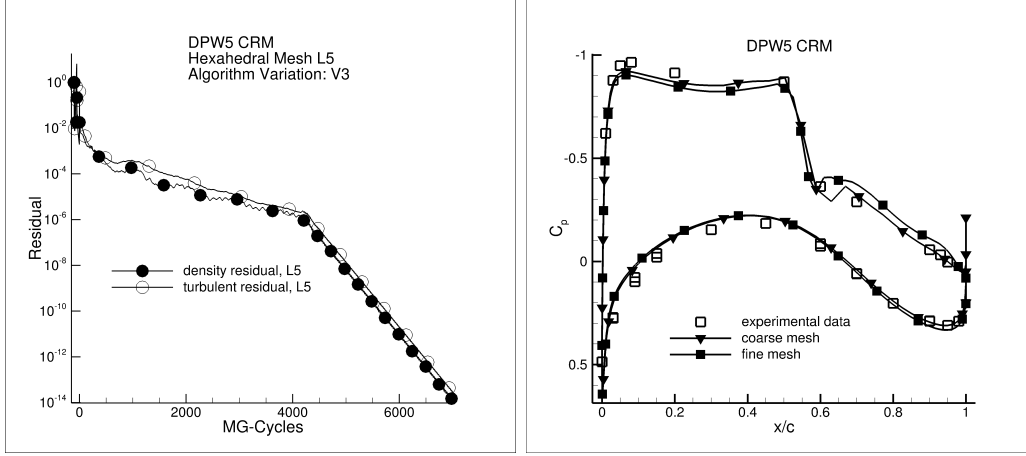 DPW5 CRM
Hexahedral Mesh L5
Algorithm Variation: V3
10^0
10^-2
10^-4
10^-6
10^-8
10^-10
10^-12
10^-14
Residual
density residual, L5
turbulent residual, L5
0 2000 4000 6000
MG-Cycles
DPW5 CRM
-1
-0.5
0
0.5
C_p
experimental data
coarse mesh
fine mesh
0 0.2 0.4 0.6 0.8 1
x/c